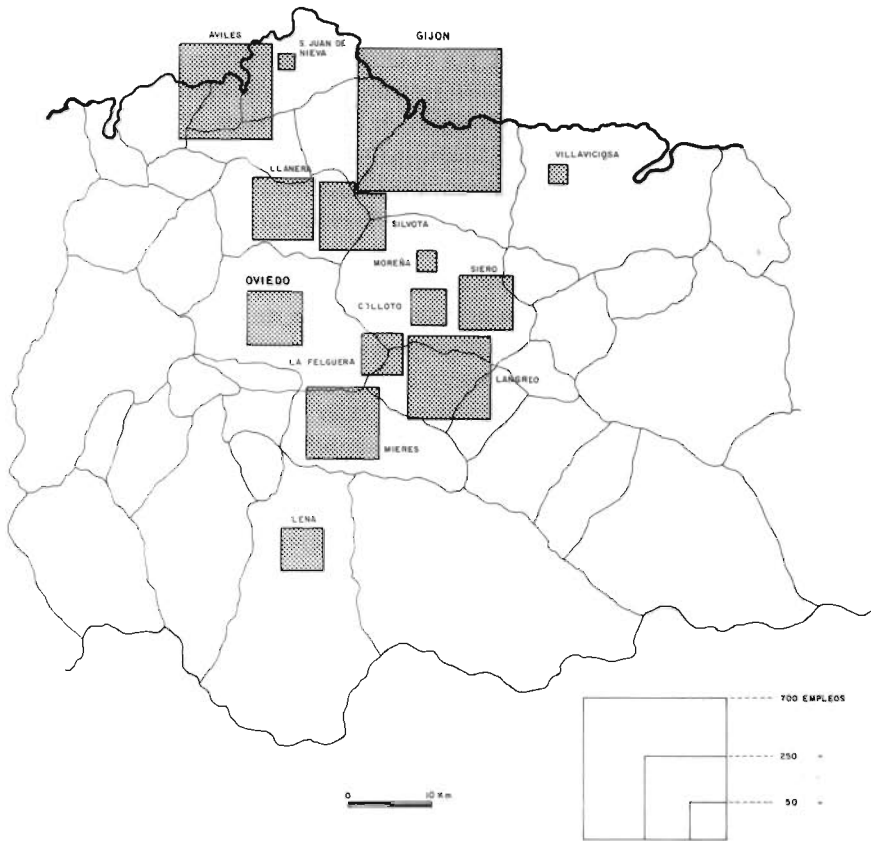 AVILES
S. JUAN DE
NIEVA
GIJON
VILLAVICIOSA
LLANERA
SILVOTA
MOREÑA
SIERO
OVIEDO
COLLOTO
LA FELGUERA
LANGREO
MIERES
LENA
700 EMPLEOS
250 "
50 "
0 10 Km